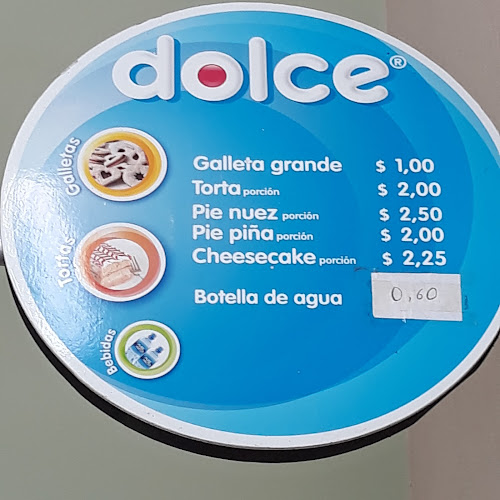 dolce®
Galletas
Galleta grande $ 1,00
Torta porción $ 2,00
Pie nuez porción $ 2,50
Pie piña porción $ 2,00
Tortas
Cheesecake porción $ 2,25
Botella de agua 0,60
Bebidas